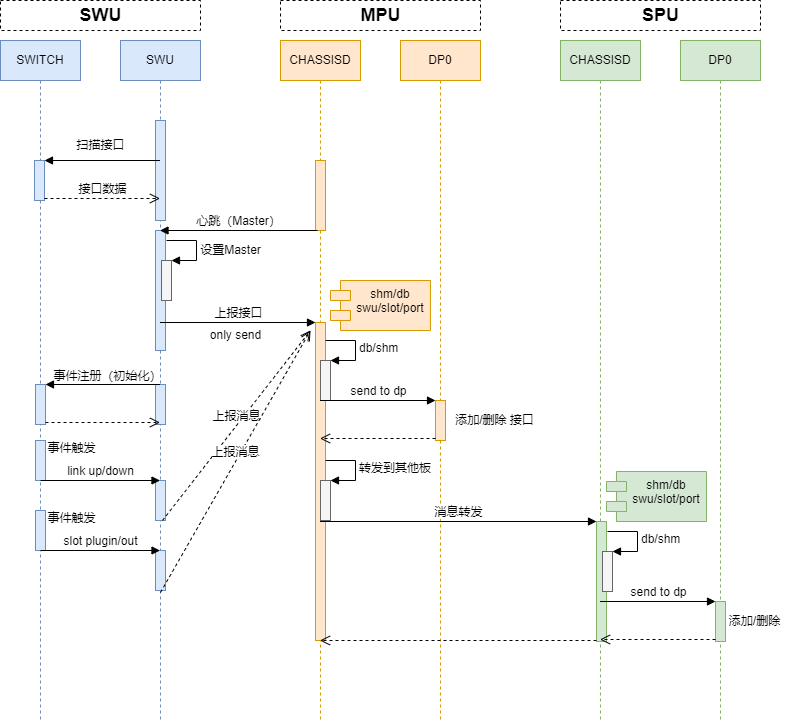 SWU
MPU
SPU
SWITCH
SWU
CHASSISD
DP0
CHASSISD
DP0
扫描接口
接口数据
心跳（Master）
设置Master
上报接口
only send
shm/db
swu/slot/port
db/shm
事件注册（初始化）
send to dp
上报消息
添加/删除 接口
事件触发
上报消息
link up/down
转发到其他板
shm/db
swu/slot/port
事件触发
消息转发
slot plugin/out
db/shm
send to dp
添加/删除